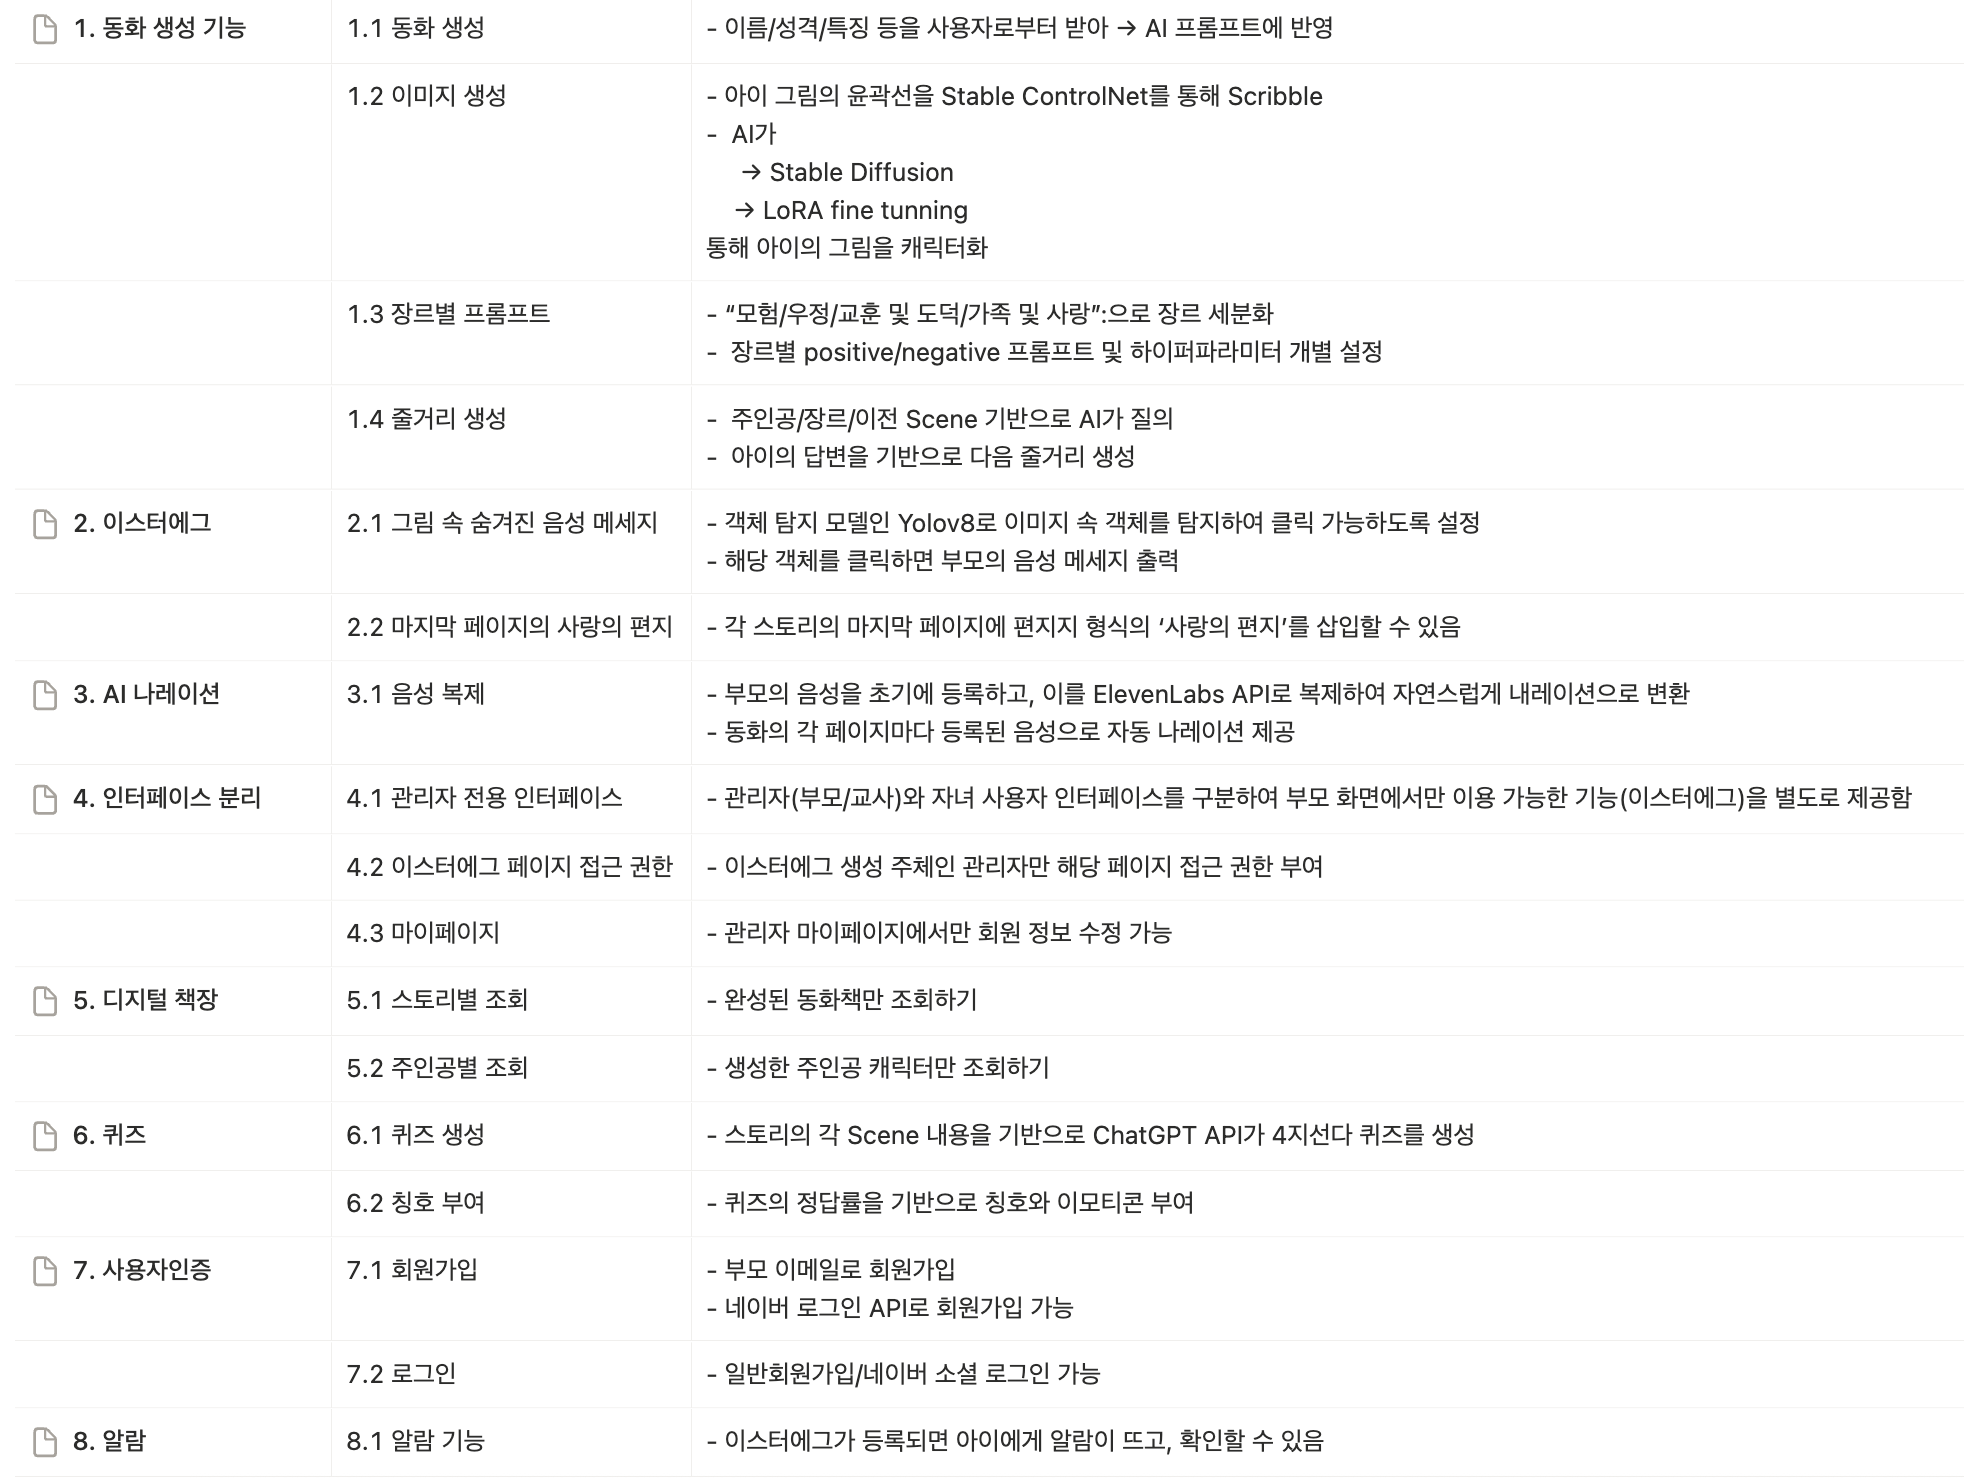 1. 동화 생성 기능
1.1 동화 생성
- 이름/성격/특징 등을 사용자로부터 받아 → AI 프롬프트에 반영
1.2 이미지 생성
- 아이 그림의 윤곽선을 Stable ControlNet를 통해 Scribble
- AI가
→ Stable Diffusion
→ LoRA fine tunning
통해 아이의 그림을 캐릭터화
1.3 장르별 프롬프트
- “모험/우정/교훈 및 도덕/가족 및 사랑”:으로 장르 세분화
- 장르별 positive/negative 프롬프트 및 하이퍼파라미터 개별 설정
1.4 줄거리 생성
- 주인공/장르/이전 Scene 기반으로 AI가 질의
- 아이의 답변을 기반으로 다음 줄거리 생성
2. 이스터에그
2.1 그림 속 숨겨진 음성 메세지
- 객체 탐지 모델인 Yolov8로 이미지 속 객체를 탐지하여 클릭 가능하도록 설정
- 해당 객체를 클릭하면 부모의 음성 메세지 출력
2.2 마지막 페이지의 사랑의 편지
- 각 스토리의 마지막 페이지에 편지지 형식의 ‘사랑의 편지’를 삽입할 수 있음
3. AI 나레이션
3.1 음성 복제
- 부모의 음성을 초기에 등록하고, 이를 ElevenLabs API로 복제하여 자연스럽게 내레이션으로 변환
- 동화의 각 페이지마다 등록된 음성으로 자동 나레이션 제공
4. 인터페이스 분리
4.1 관리자 전용 인터페이스
- 관리자(부모/교사)와 자녀 사용자 인터페이스를 구분하여 부모 화면에서만 이용 가능한 기능(이스터에그)을 별도로 제공함
4.2 이스터에그 페이지 접근 권한
- 이스터에그 생성 주체인 관리자만 해당 페이지 접근 권한 부여
4.3 마이페이지
- 관리자 마이페이지에서만 회원 정보 수정 가능
5. 디지털 책장
5.1 스토리별 조회
- 완성된 동화책만 조회하기
5.2 주인공별 조회
- 생성한 주인공 캐릭터만 조회하기
6. 퀴즈
6.1 퀴즈 생성
- 스토리의 각 Scene 내용을 기반으로 ChatGPT API가 4지선다 퀴즈를 생성
6.2 칭호 부여
- 퀴즈의 정답률을 기반으로 칭호와 이모티콘 부여
7. 사용자인증
7.1 회원가입
- 부모 이메일로 회원가입
- 네이버 로그인 API로 회원가입 가능
7.2 로그인
- 일반회원가입/네이버 소셜 로그인 가능
8. 알람
8.1 알람 기능
- 이스터에그가 등록되면 아이에게 알람이 뜨고, 확인할 수 있음